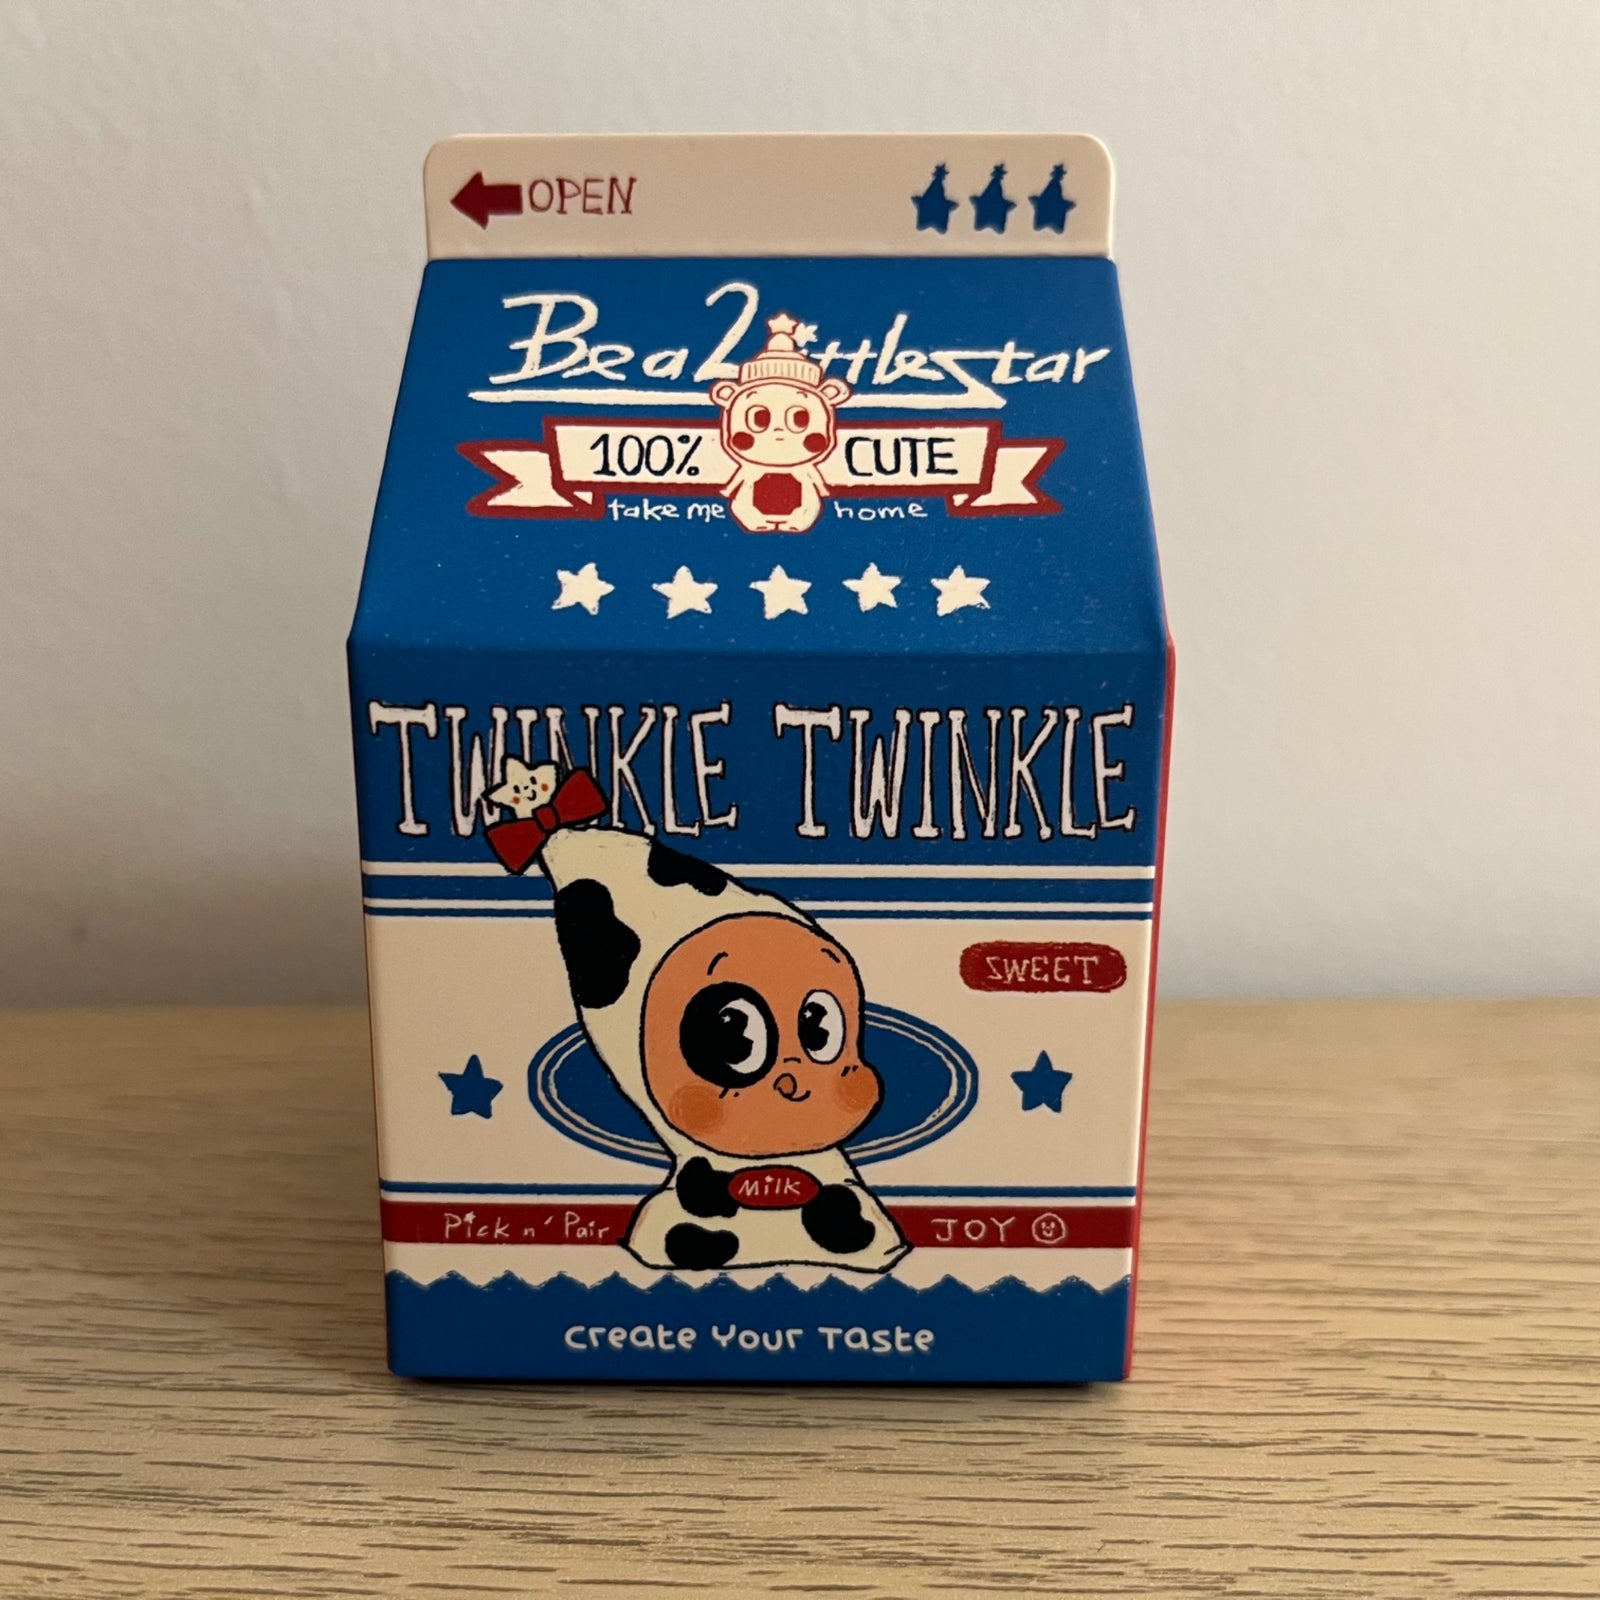 OPEN
Be a Little Star
100% CUTE
take me home
TWINKLE TWINKLE
SWEET
Milk
Pick n' Pair JOY
Create Your Taste